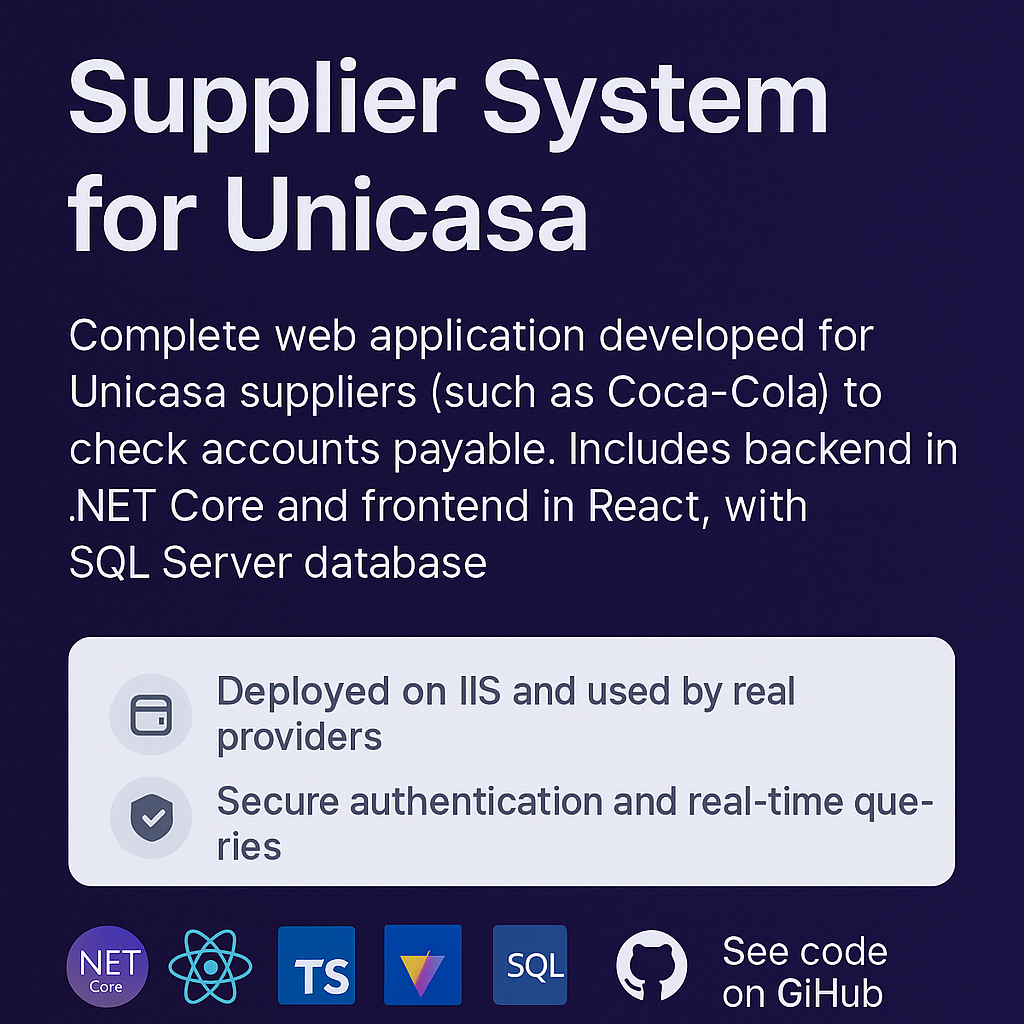 Supplier System
for Unicasa
Complete web application developed for
Unicasa suppliers (such as Coca-Cola) to
check accounts payable. Includes backend in
.NET Core and frontend in React, with
SQL Server database
Deployed on IIS and used by real
providers
Secure authentication and real-time que-
ries
NET
Core
TS
SQL
See code
on GiHub